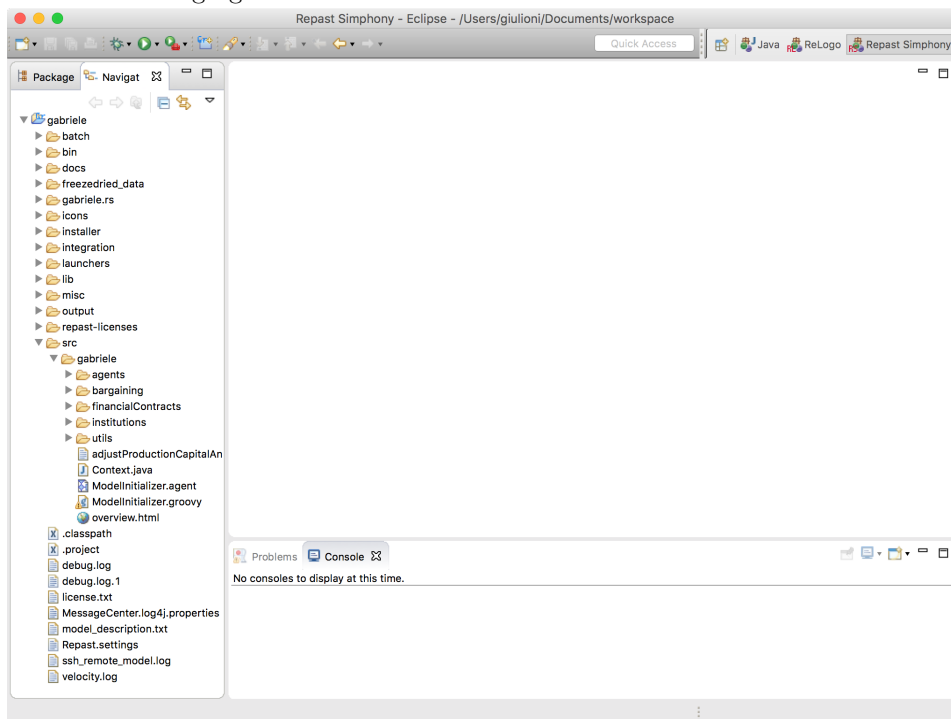 Repast Simphony - Eclipse - /Users/giulioni/Documents/workspace
Quick Access
Java
ReLogo
Repast Simphony
Package
Navigat
gabriele
batch
bin
docs
freezedried_data
gabriele.rs
icons
installer
integration
launchers
lib
misc
output
repast-licenses
src
gabriele
agents
bargaining
financialContracts
institutions
utils
adjustProductionCapitalAn
Context.java
ModelInitializer.agent
ModelInitializer.groovy
overview.html
.classpath
.project
debug.log
debug.log.1
license.txt
MessageCenter.log4j.properties
model_description.txt
Repast.settings
ssh_remote_model.log
velocity.log
Problems
Console
No consoles to display at this time.